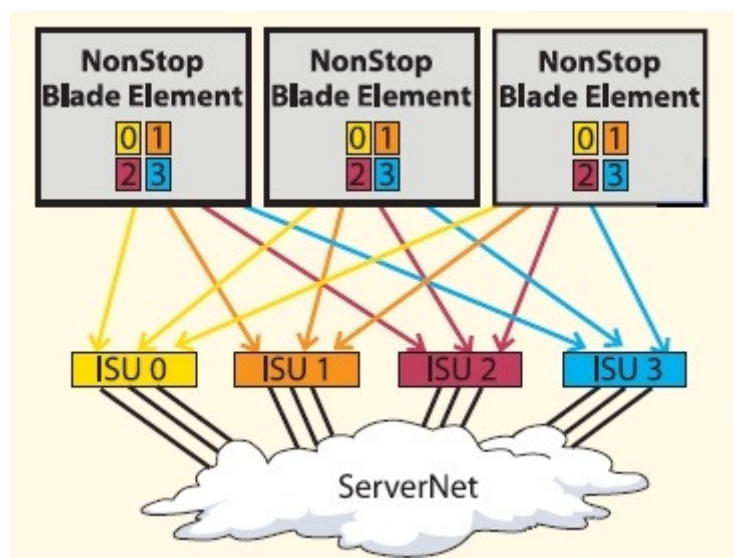 NonStop
Blade Element
0 1
2 3
NonStop
Blade Element
0 1
2 3
NonStop
Blade Element
0 1
2 3
ISU 0
ISU 1
ISU 2
ISU 3
ServerNet